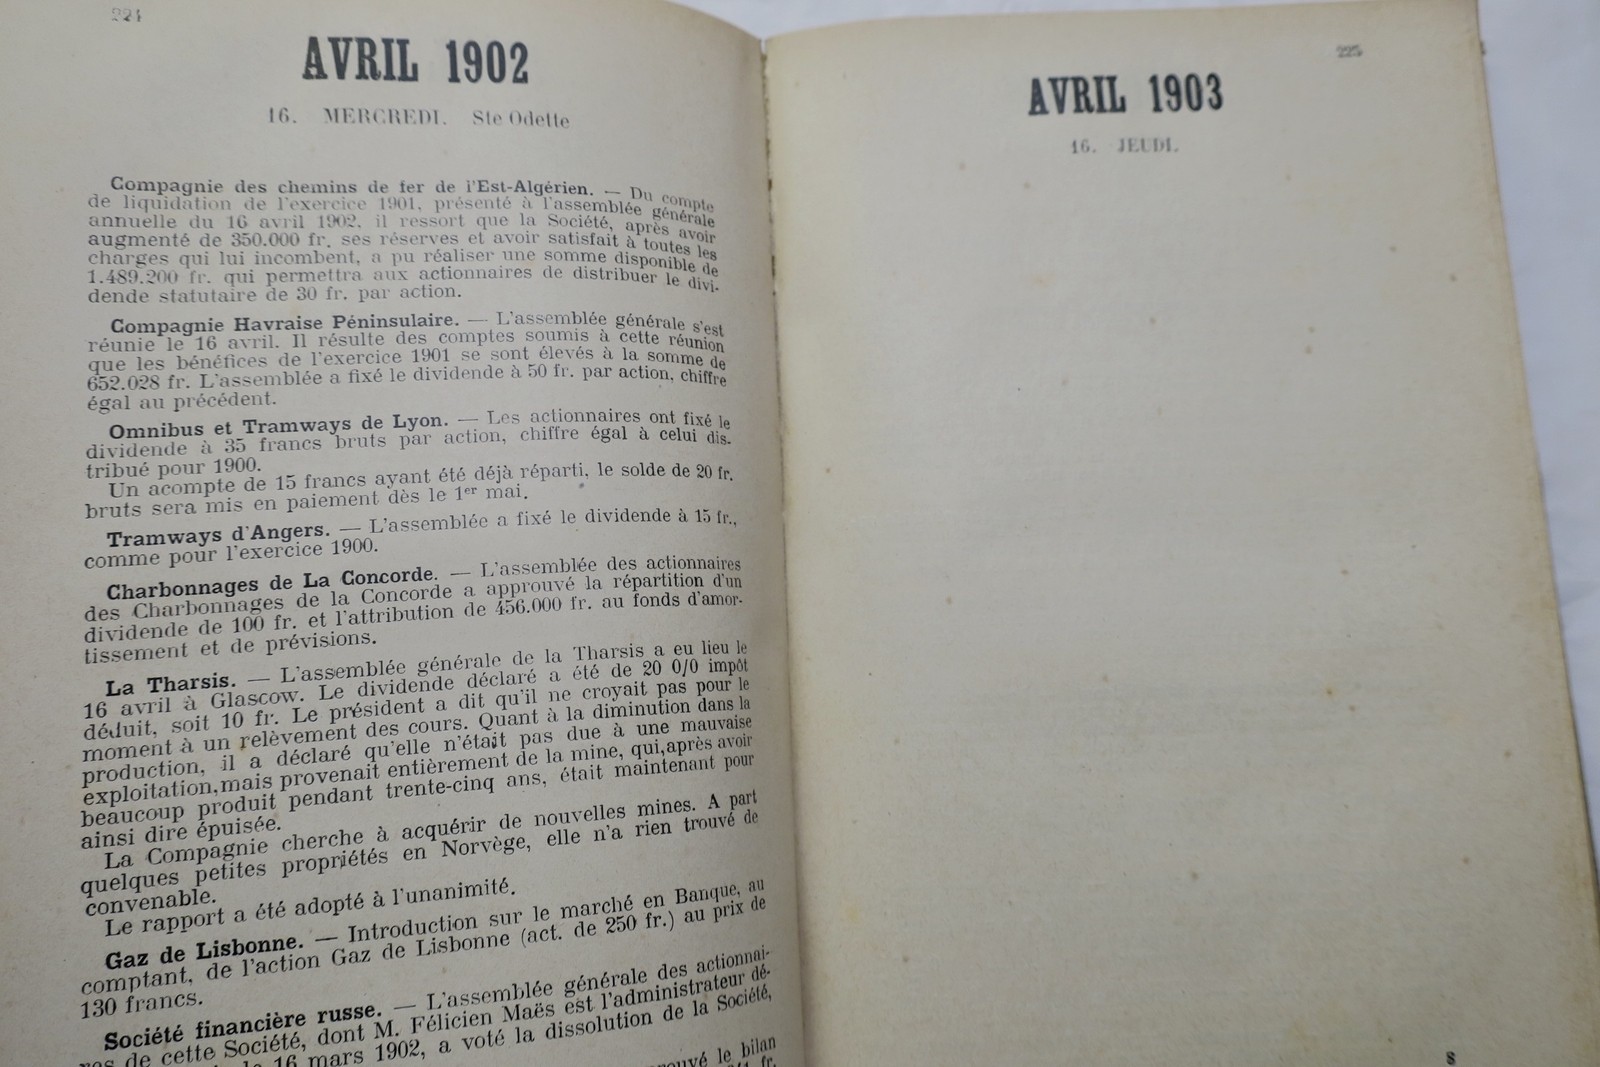 224
AVRIL 1902
16. MERCREDI. Ste Odette
Compagnie des chemins de fer de l'Est-Algérien. — Du compte
de liquidation de l'exercice 1901, présenté à l'assemblée générale
annuelle du 16 avril 1902, il ressort que la Société, après avoir
augmenté de 350.000 fr. ses réserves et avoir satisfait à toutes les
charges qui lui incombent, a pu réaliser une somme disponible de
1.489.200 fr. qui permettra aux actionnaires de distribuer le divi-
dende statutaire de 30 fr. par action.
Compagnie Havraise Péninsulaire. — L'assemblée générale s'est
réunie le 16 avril. Il résulte des comptes soumis à cette réunion
que les bénéfices de l'exercice 1901 se sont élevés à la somme de
652.028 fr. L'assemblée a fixé le dividende à 50 fr. par action, chiffre
égal au précédent.
Omnibus et Tramways de Lyon. — Les actionnaires ont fixé le
dividende à 35 francs bruts par action, chiffre égal à celui dis-
tribué pour 1900.
Un acompte de 15 francs ayant été déjà réparti, le solde de 20 fr.
bruts sera mis en paiement dès le 1er mai.
Tramways d'Angers. — L'assemblée a fixé le dividende à 15 fr.,
comme pour l'exercice 1900.
Charbonnages de La Concorde. — L'assemblée des actionnaires
des Charbonnages de la Concorde a approuvé la répartition d'un
dividende de 100 fr. et l'attribution de 456.000 fr. au fonds d'amor-
tissement et de prévisions.
La Tharsis. — L'assemblée générale de la Tharsis a eu lieu le
16 avril à Glascow. Le dividende déclaré a été de 20 0/0 impôt
déduit, soit 10 fr. Le président a dit qu'il ne croyait pas pour le
moment à un relèvement des cours. Quant à la diminution dans la
production, il a déclaré qu'elle n'était pas due à une mauvaise
exploitation, mais provenait entièrement de la mine, qui, après avoir
beaucoup produit pendant trente-cinq ans, était maintenant pour
ainsi dire épuisée.
La Compagnie cherche à acquérir de nouvelles mines. A part
quelques petites propriétés en Norvège, elle n'a rien trouvé de
convenable.
Le rapport a été adopté à l'unanimité.
Gaz de Lisbonne. — Introduction sur le marché en Banque, au
comptant, de l'action Gaz de Lisbonne (act. de 250 fr.) au prix de
130 francs.
Société financière russe. — L'assemblée générale des actionnai-
res de cette Société, dont M. Félicien Maës est l'administrateur dé-
16 mars 1902, a voté la dissolution de la Société,
le bilan
fr.
225
AVRIL 1903
16. JEUDI.
8